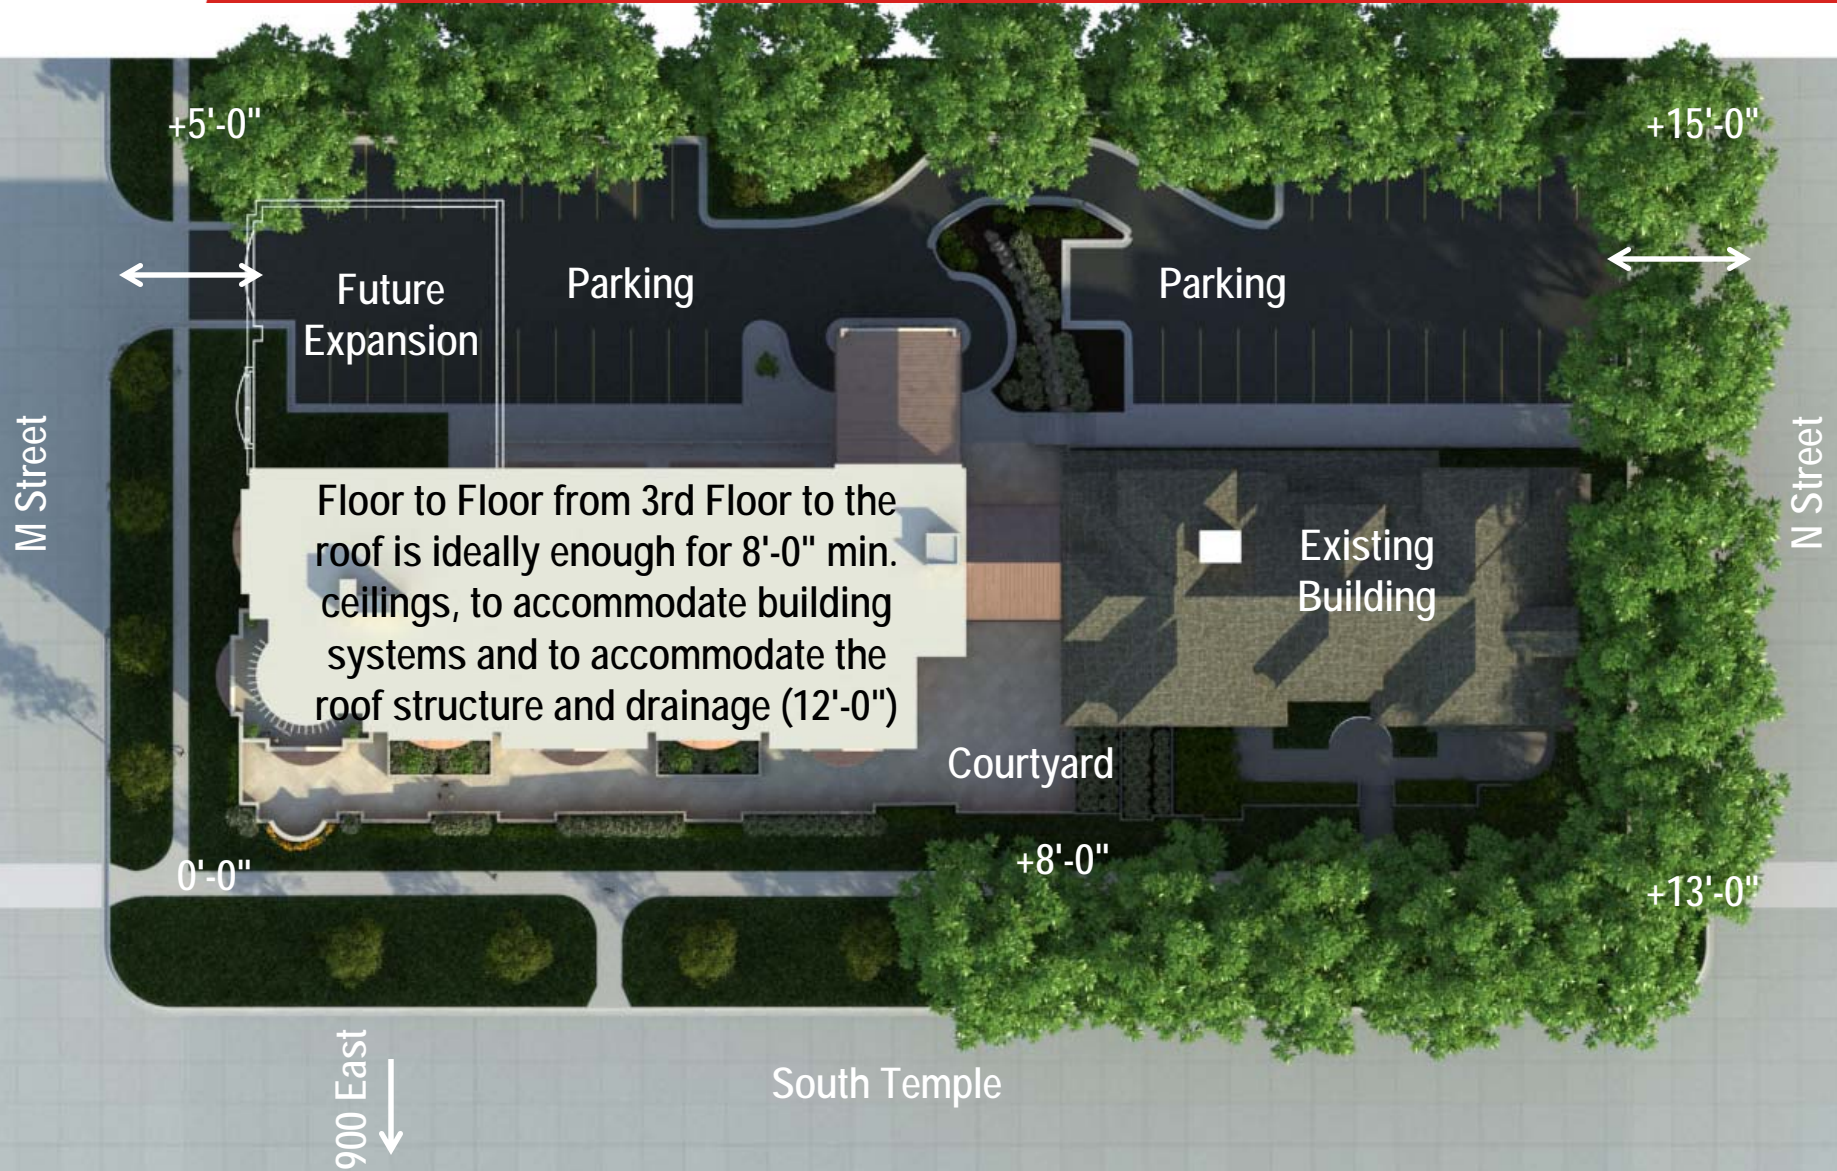 +5'-0"
+15'-0"
Future
Expansion
Parking
Parking
M Street
N Street
Floor to Floor from 3rd Floor to the
roof is ideally enough for 8'-0" min.
ceilings, to accommodate building
systems and to accommodate the
roof structure and drainage (12'-0")
Existing
Building
Courtyard
0'-0"
+8'-0"
+13'-0"
900 East
South Temple